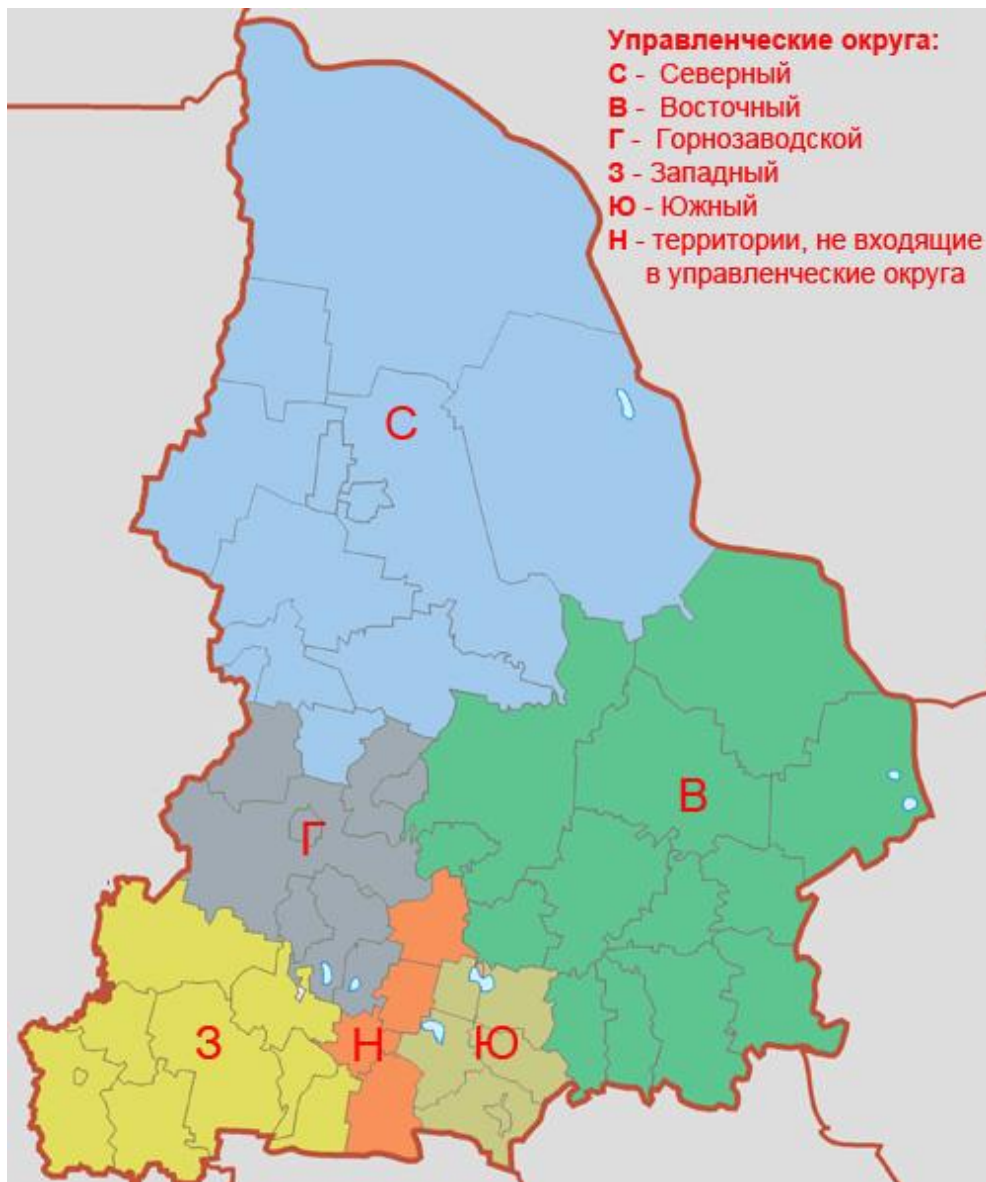 Управленческие округа:
С - Северный
В - Восточный
Г - Горнозаводской
З - Западный
Ю - Южный
Н - территории, не входящие
в управленческие округа
С
В
Г
З
Н
Ю